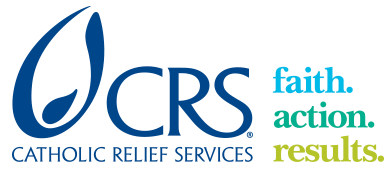 CRS®
CATHOLIC RELIEF SERVICES
faith.
action.
results.